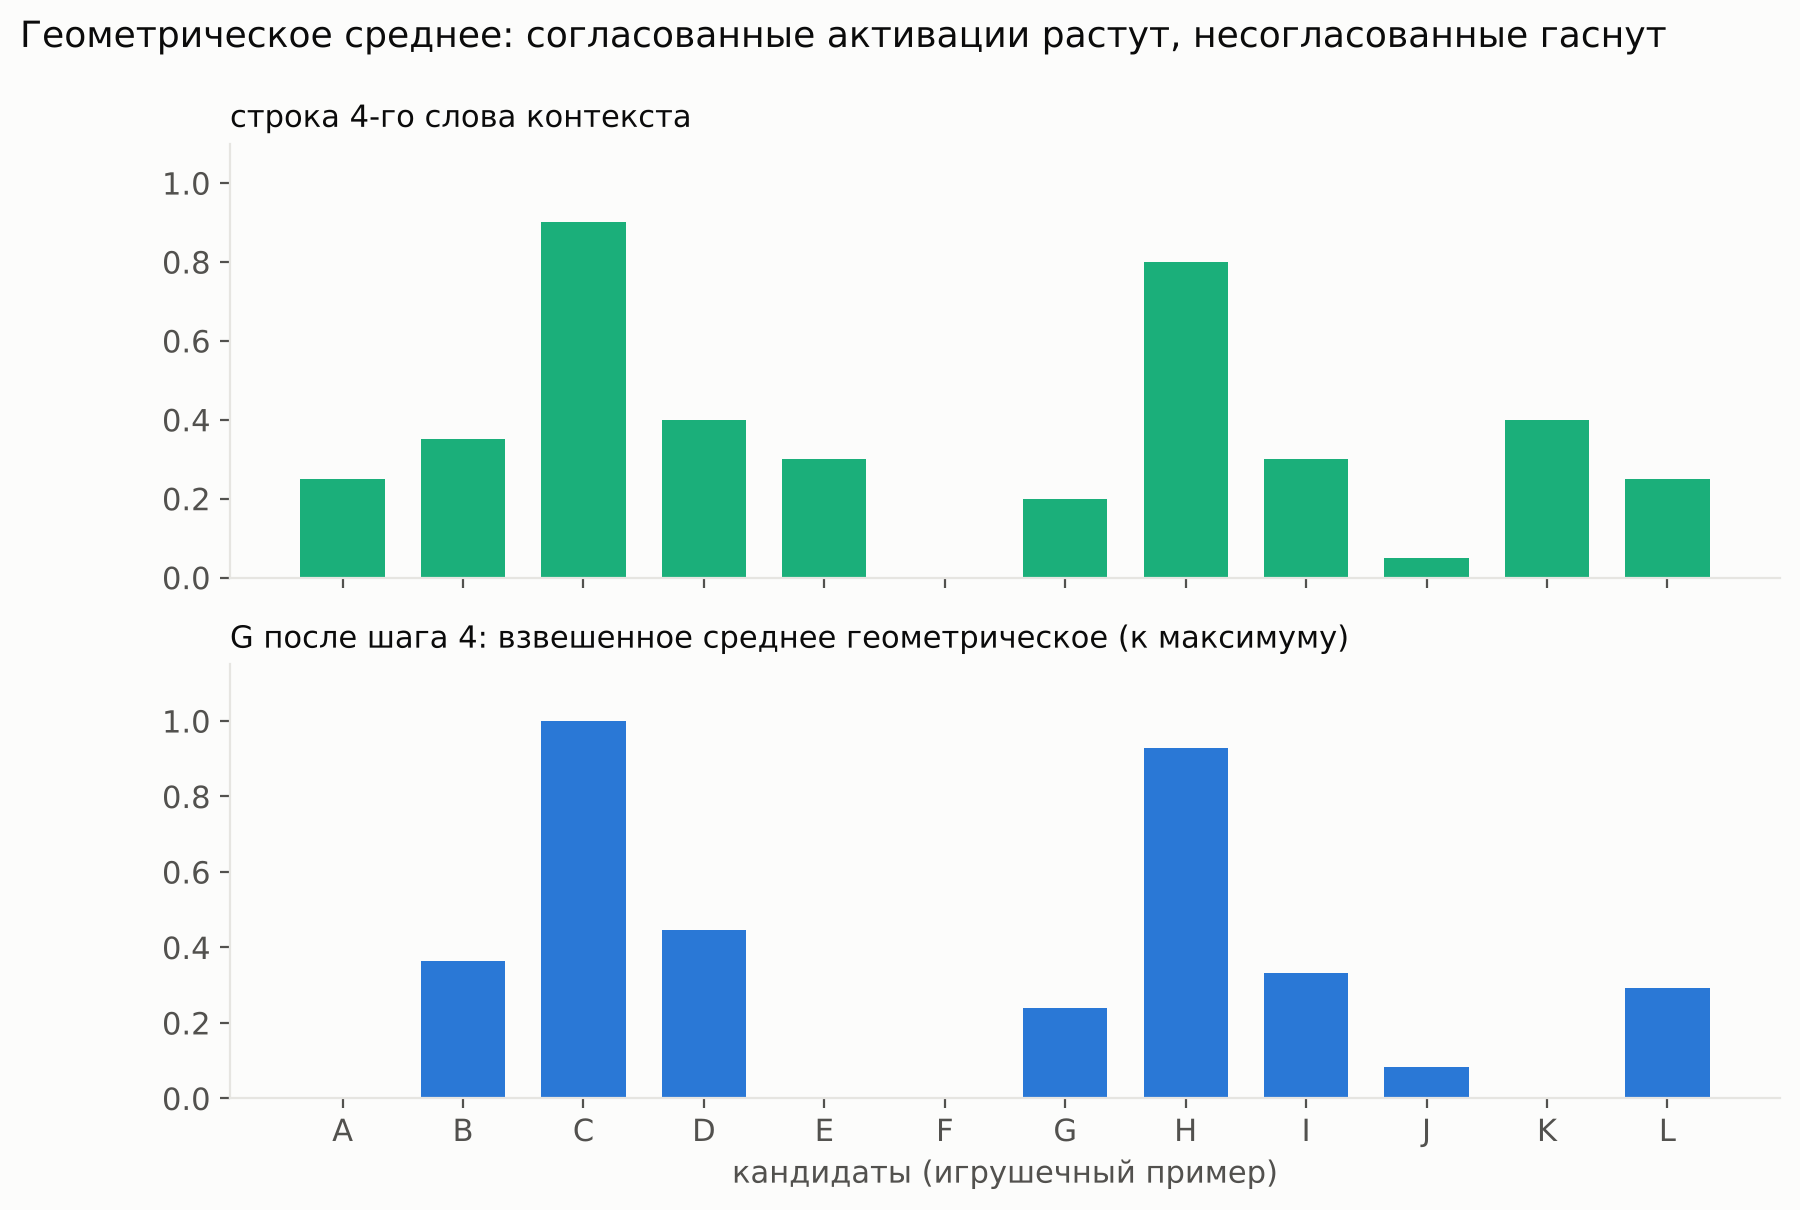 Геометрическое среднее: согласованные активации растут, несогласованные гаснут
строка 4-го слова контекста
1.0
0.8
0.6
0.4
0.2
0.0
G после шага 4: взвешенное среднее геометрическое (к максимуму)
1.0
0.8
0.6
0.4
0.2
0.0
A B C D E F G H I J K L
кандидаты (игрушечный пример)